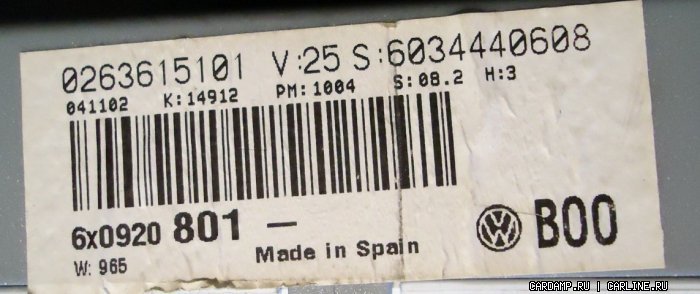 0263615101 V:25 S:6034440608
041102 K:14912 PM:1004 S:08.2 H:3
6x0920 801 -
Made in Spain
B00
W: 965
CARDAMP.RU | CARLINE.RU